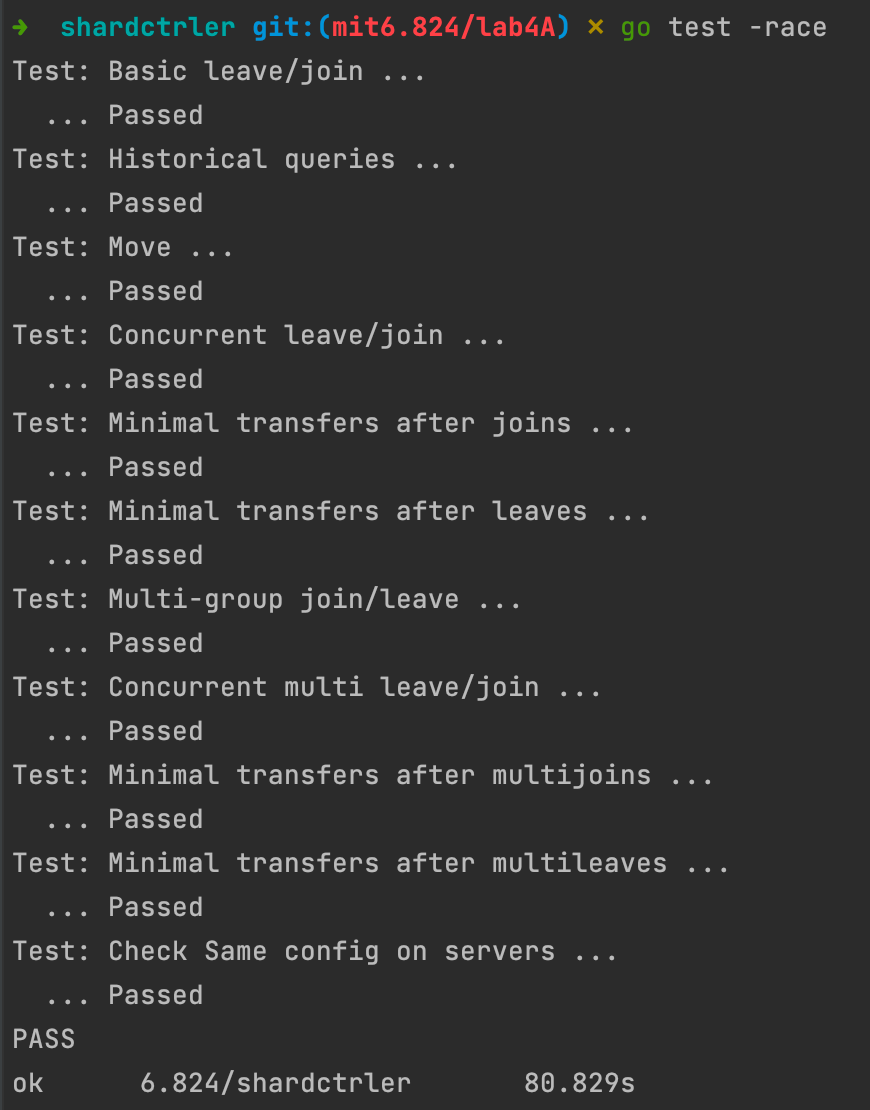 ➜  shardctrler git:(mit6.824/lab4A) ✗ go test -race
Test: Basic leave/join ...
  ... Passed
Test: Historical queries ...
  ... Passed
Test: Move ...
  ... Passed
Test: Concurrent leave/join ...
  ... Passed
Test: Minimal transfers after joins ...
  ... Passed
Test: Minimal transfers after leaves ...
  ... Passed
Test: Multi-group join/leave ...
  ... Passed
Test: Concurrent multi leave/join ...
  ... Passed
Test: Minimal transfers after multijoins ...
  ... Passed
Test: Minimal transfers after multileaves ...
  ... Passed
Test: Check Same config on servers ...
  ... Passed
PASS
ok      6.824/shardctrler       80.829s